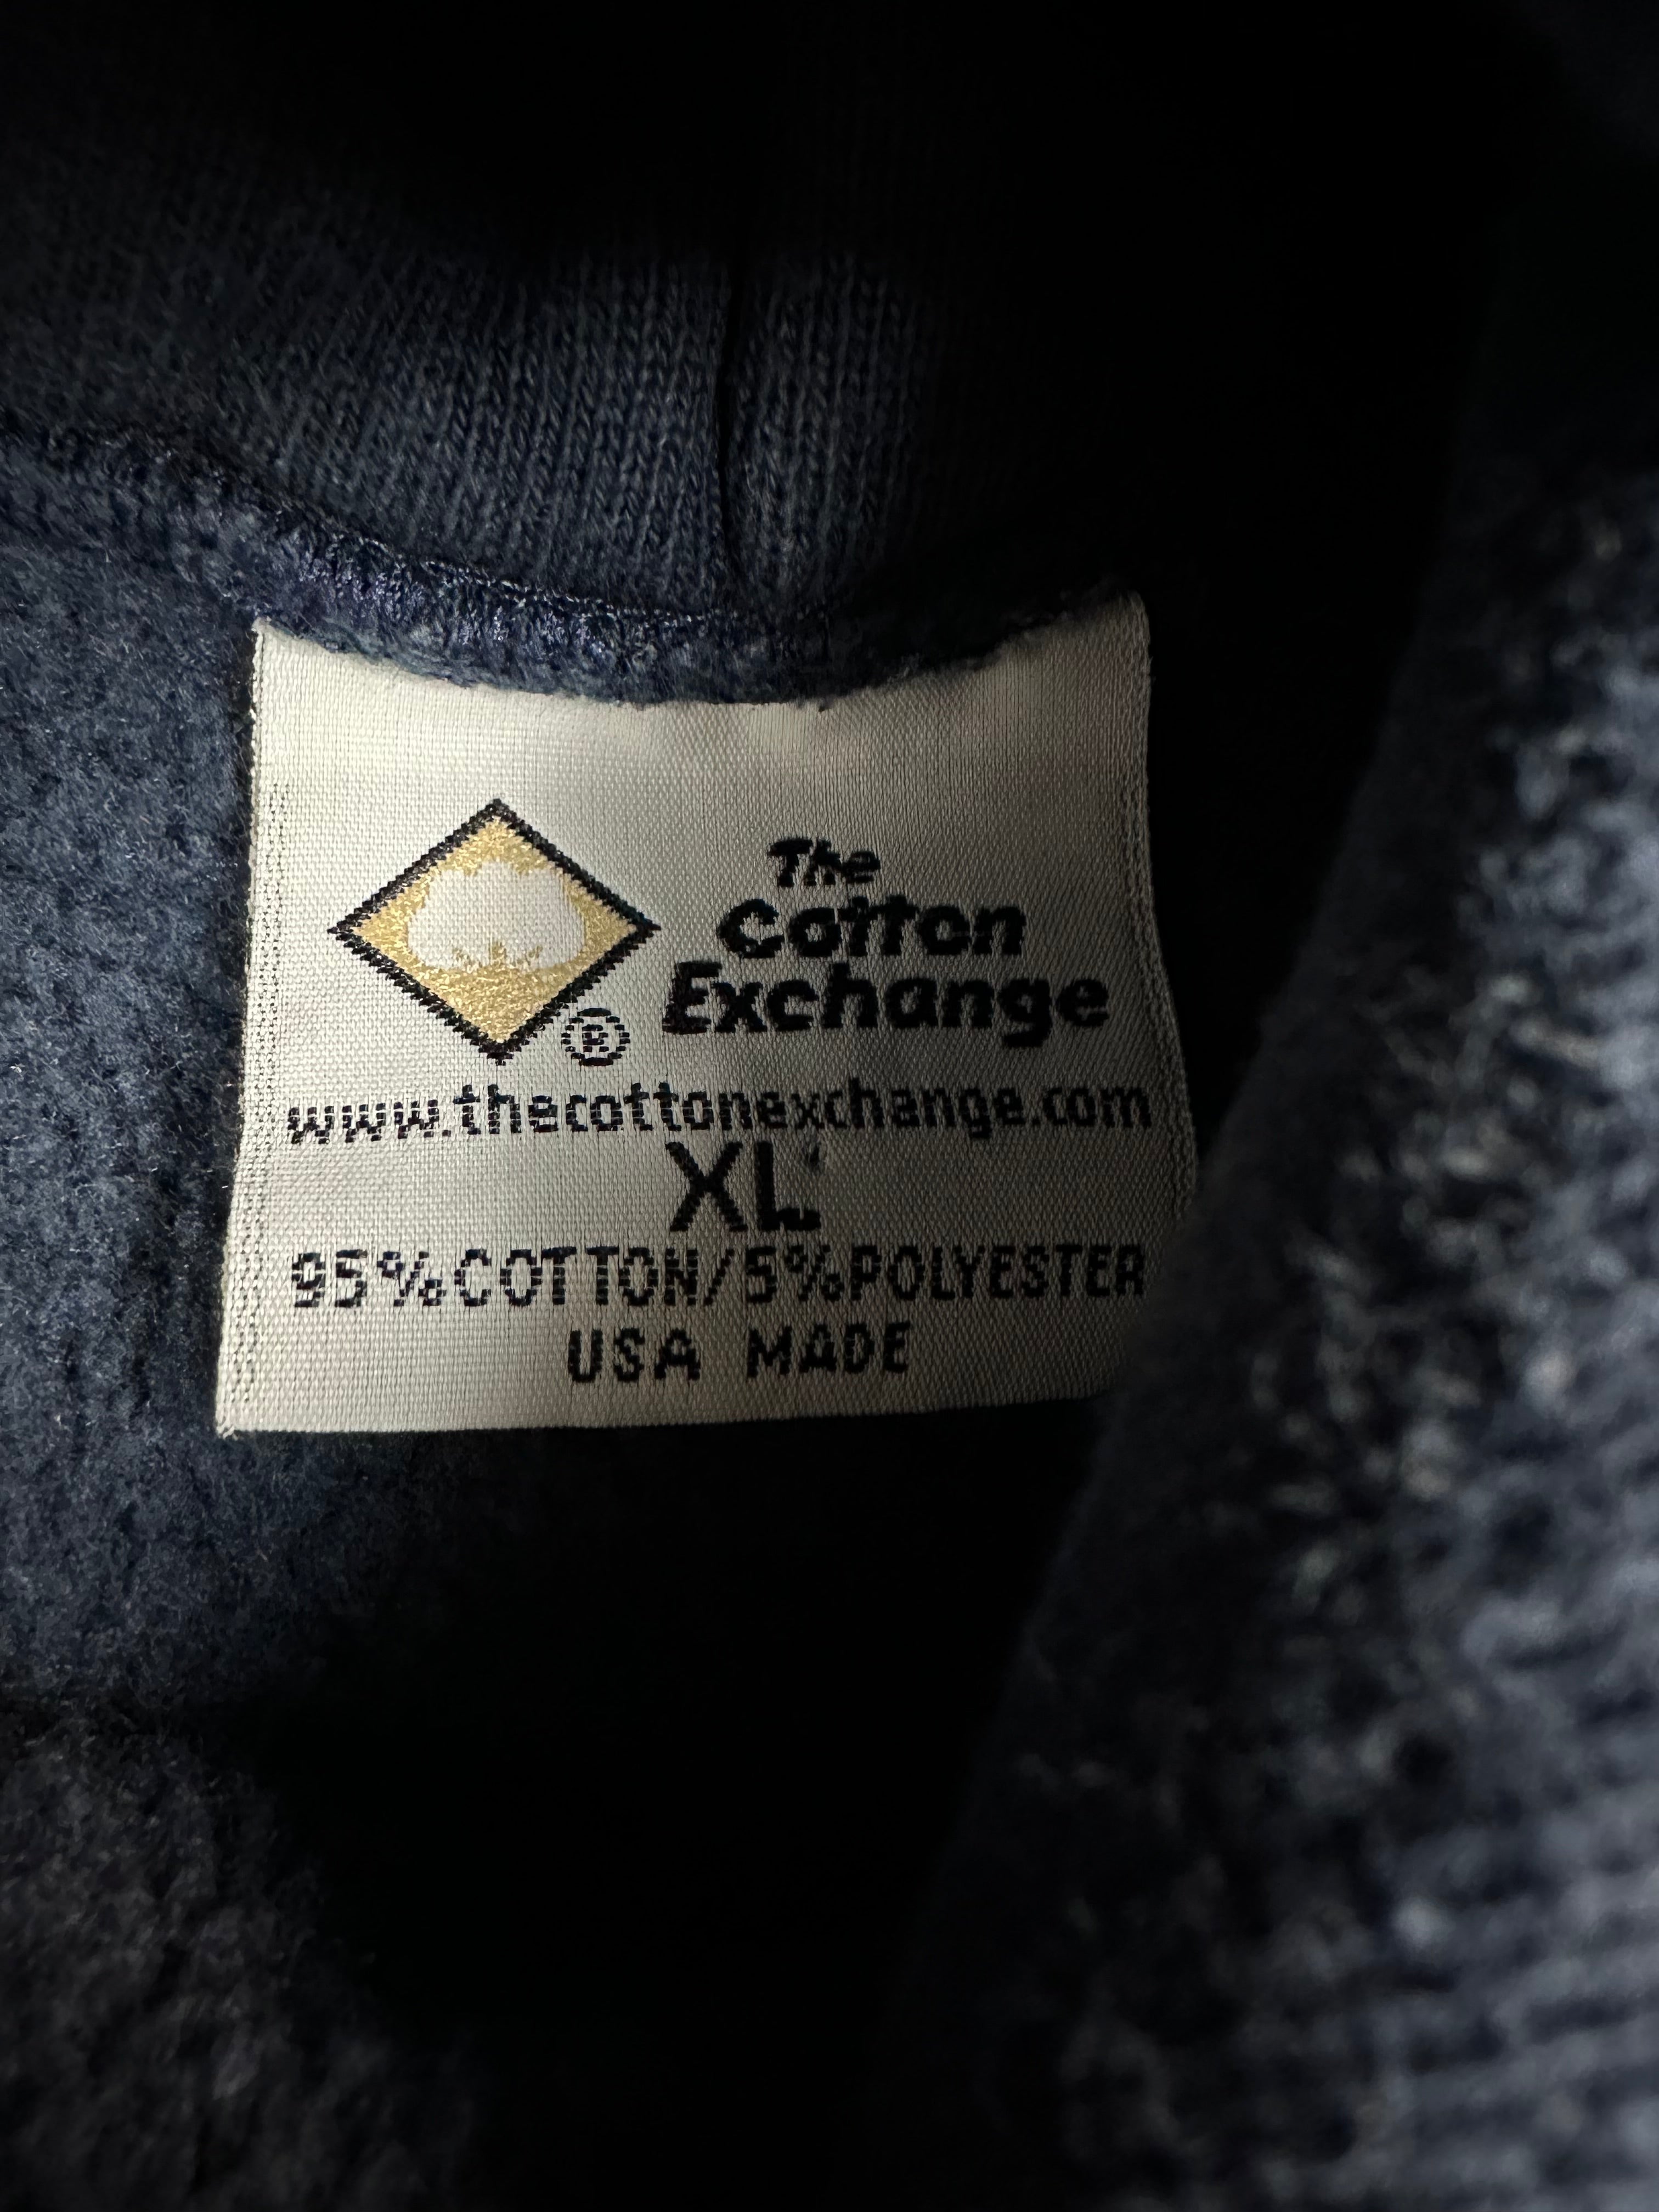 The
Cotton
Exchange
®
www.thecottonexchange.com
XL
95%COTTON/5%POLYESTER
USA MADE